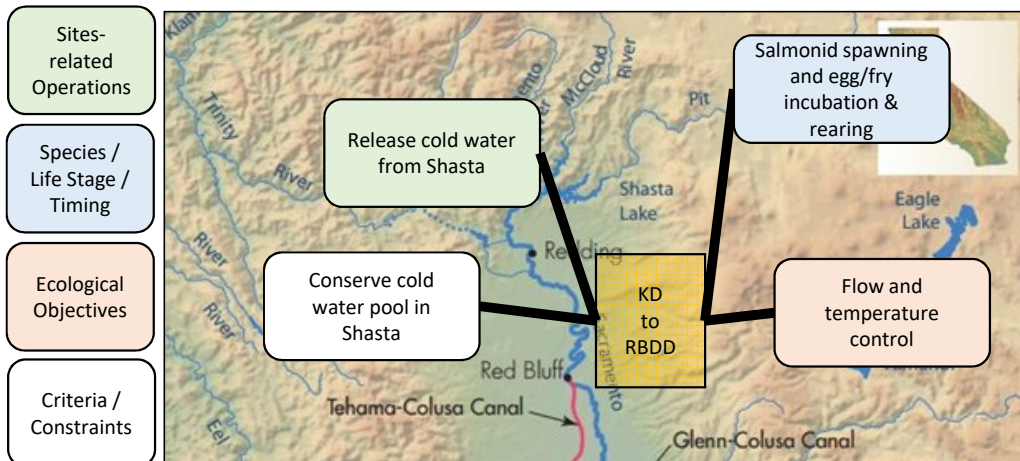 Sites-
related
Operations
Species /
Life Stage /
Timing
Ecological
Objectives
Criteria /
Constraints
Trinity
River
McCloud
River
Pit
Release cold water
from Shasta
Salmonid spawning
and egg/fry
incubation &
rearing
Shasta
Lake
Eagle
Lake
Redding
Conserve cold
water pool in
Shasta
KD
to
RBDD
Flow and
temperature
control
River
River
Red Bluff
Sacramento
Tehama-Colusa Canal
Glenn-Colusa Canal
Eel